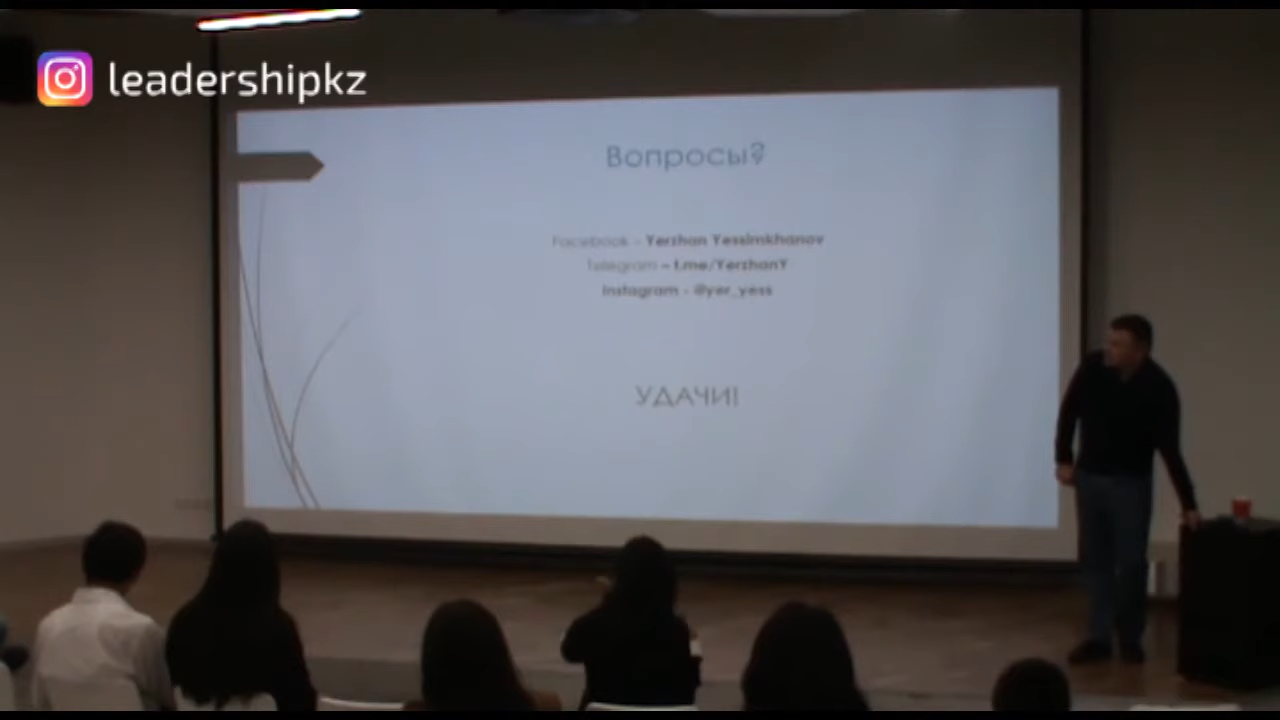 leadershipkz
Вопросы?
Facebook - Yerzhan Yessimkhanov
Telegram - t.me/YerzhanY
Instagram - @yer_yess
УДАЧИ!